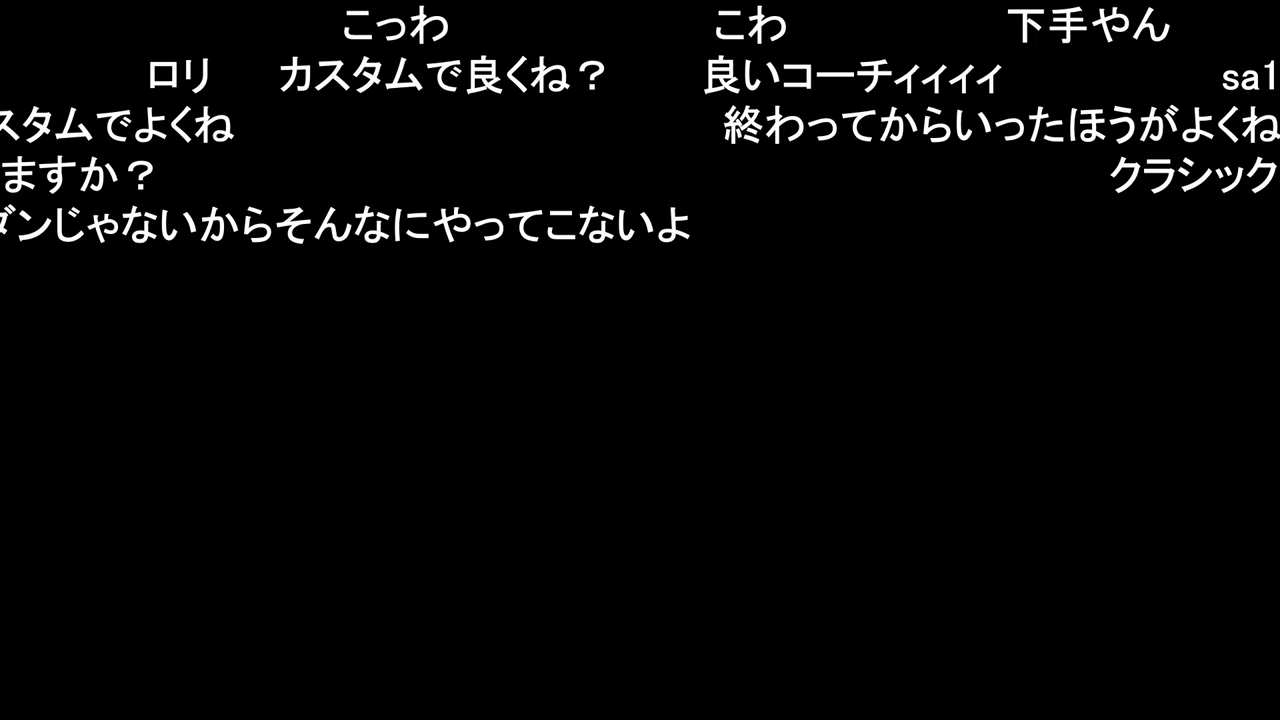 こっわ こわ 下手やん
ロリ カスタムで良くね？ 良いコーチィィィィ sa1
スタムでよくね 終わってからいったほうがよくね
ますか？ クラシック
ダンじゃないからそんなにやってこないよ